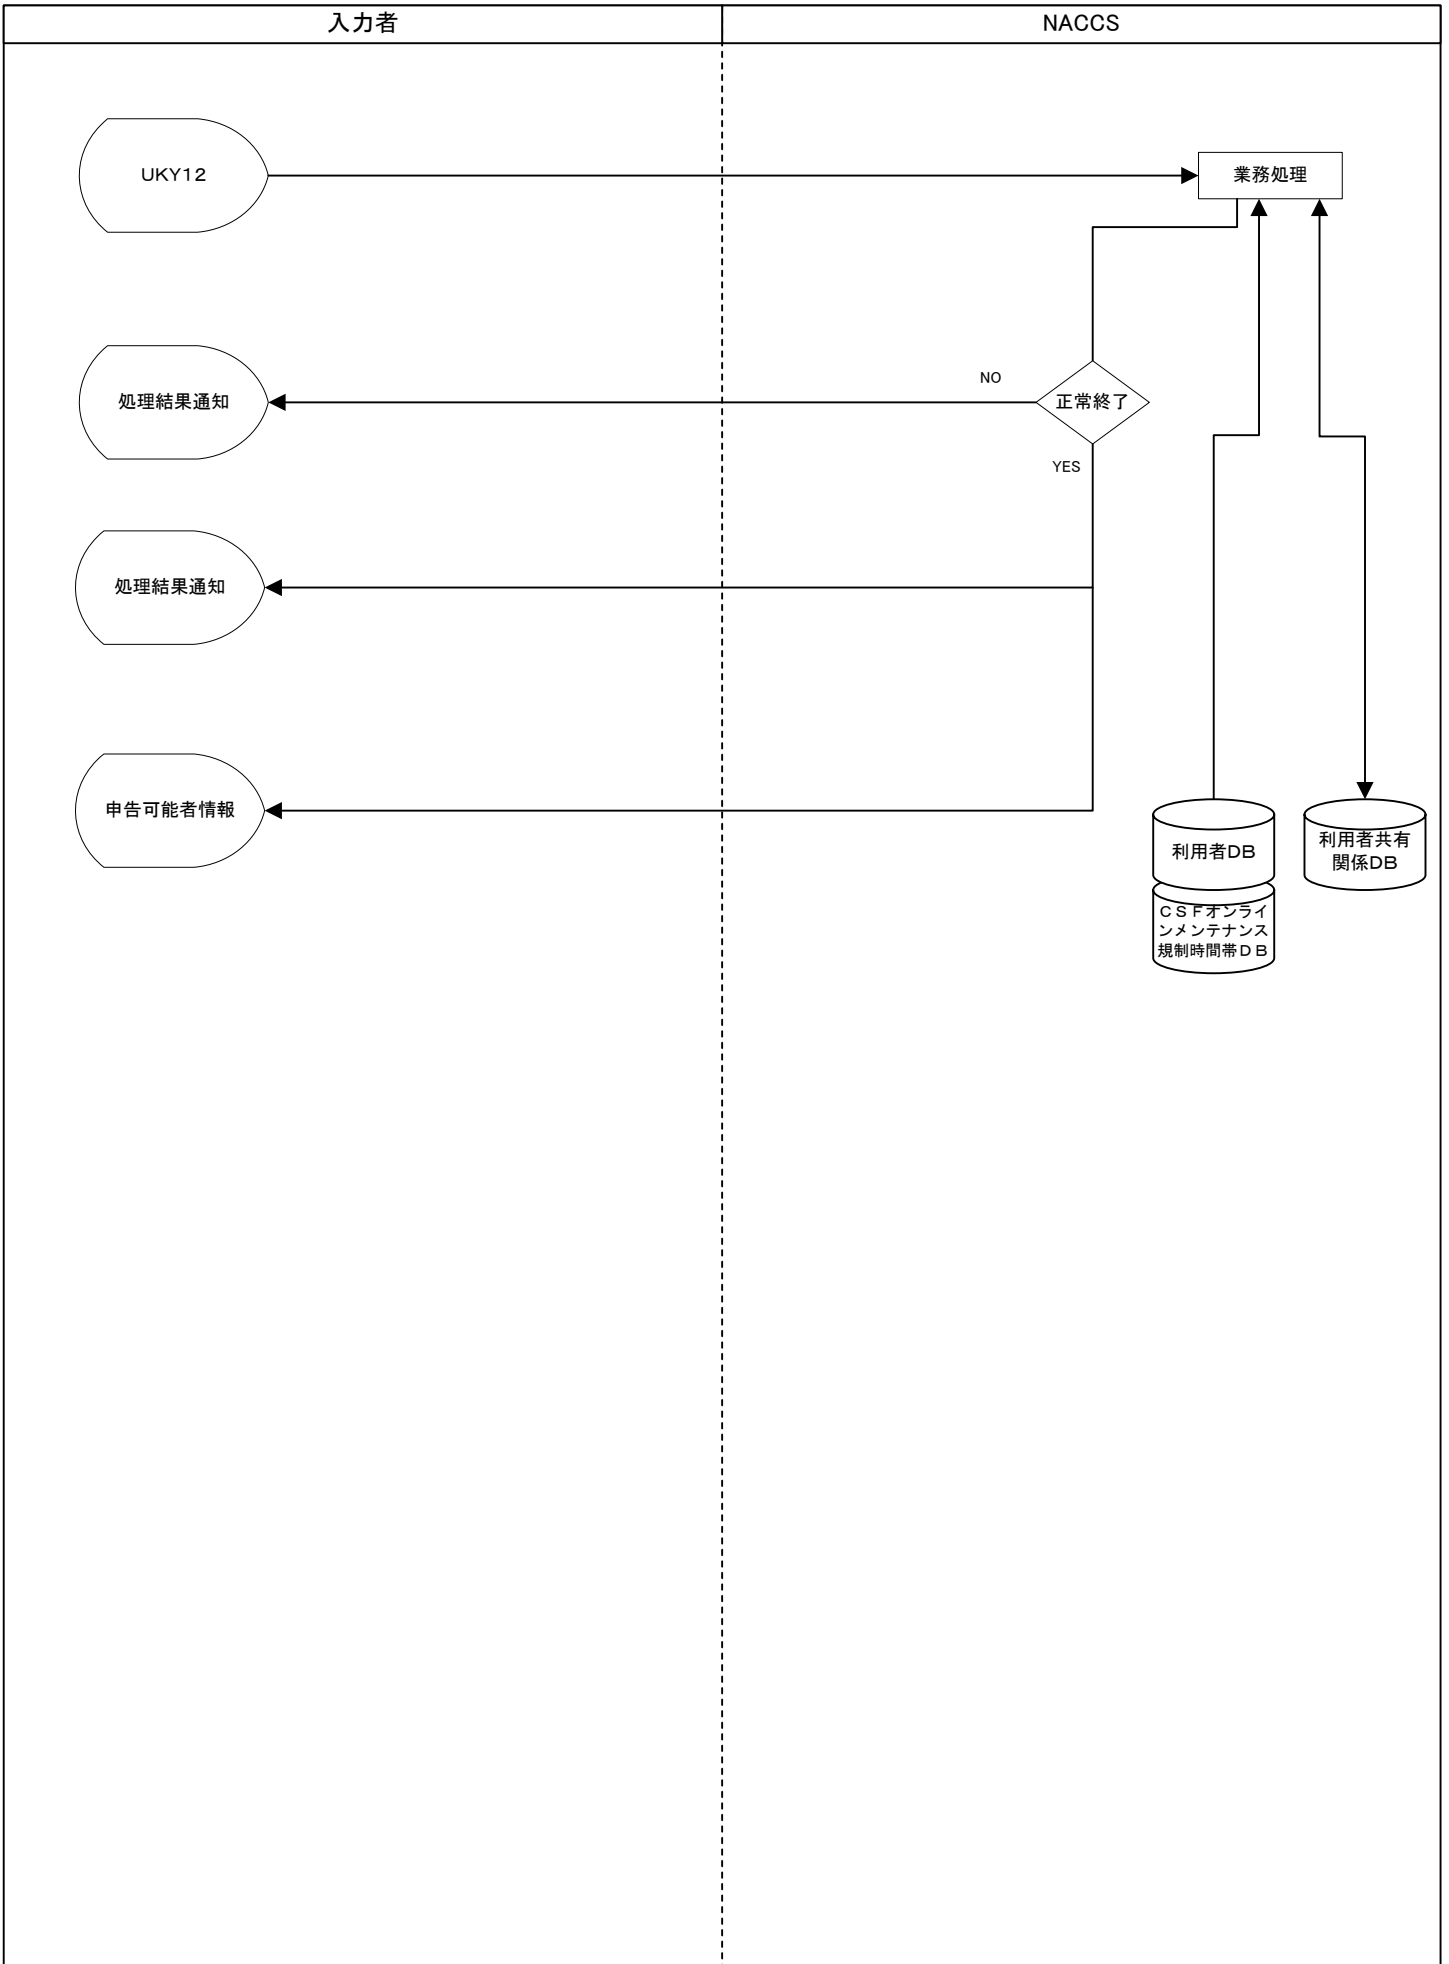 入力者
NACCS
UKY12
業務処理
処理結果通知
NO
正常終了
YES
処理結果通知
申告可能者情報
利用者DB
利用者共有
関係DB
CSFオンライ
ンメンテナンス
規制時間帯DB